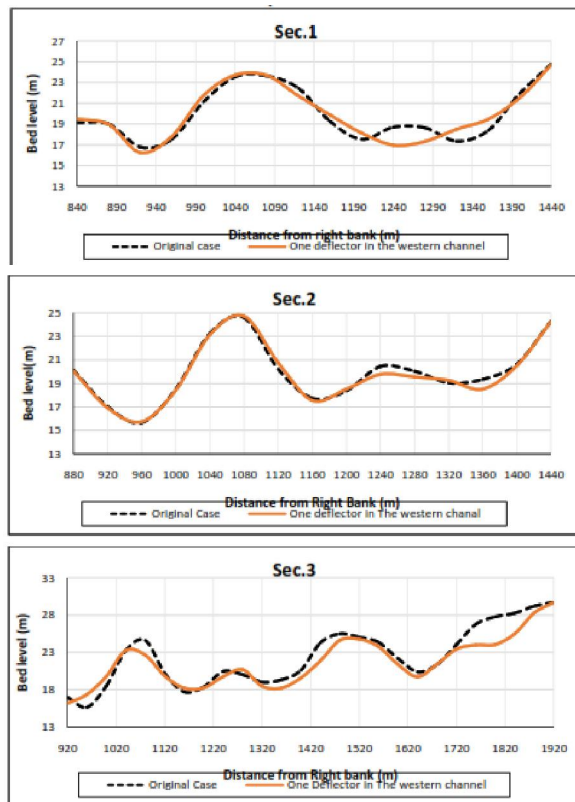 Sec.1
27
25
23
21
19
17
15
13
Bed level (m)
840 890 940 990 1040 1090 1140 1190 1240 1290 1340 1390 1440
Distance from right bank (m)
Original case One deflector in the western channel
Sec.2
25
23
21
19
17
15
13
Bed level(m)
880 920 960 1000 1040 1080 1120 1160 1200 1240 1280 1320 1360 1400 1440
Distance from Right Bank (m)
Original Case One deflector in The western chanal
Sec.3
33
28
23
18
13
Bed level (m)
920 1020 1120 1220 1320 1420 1520 1620 1720 1820 1920
Distance from Right bank (m)
Original Case One Deflector in The western channel